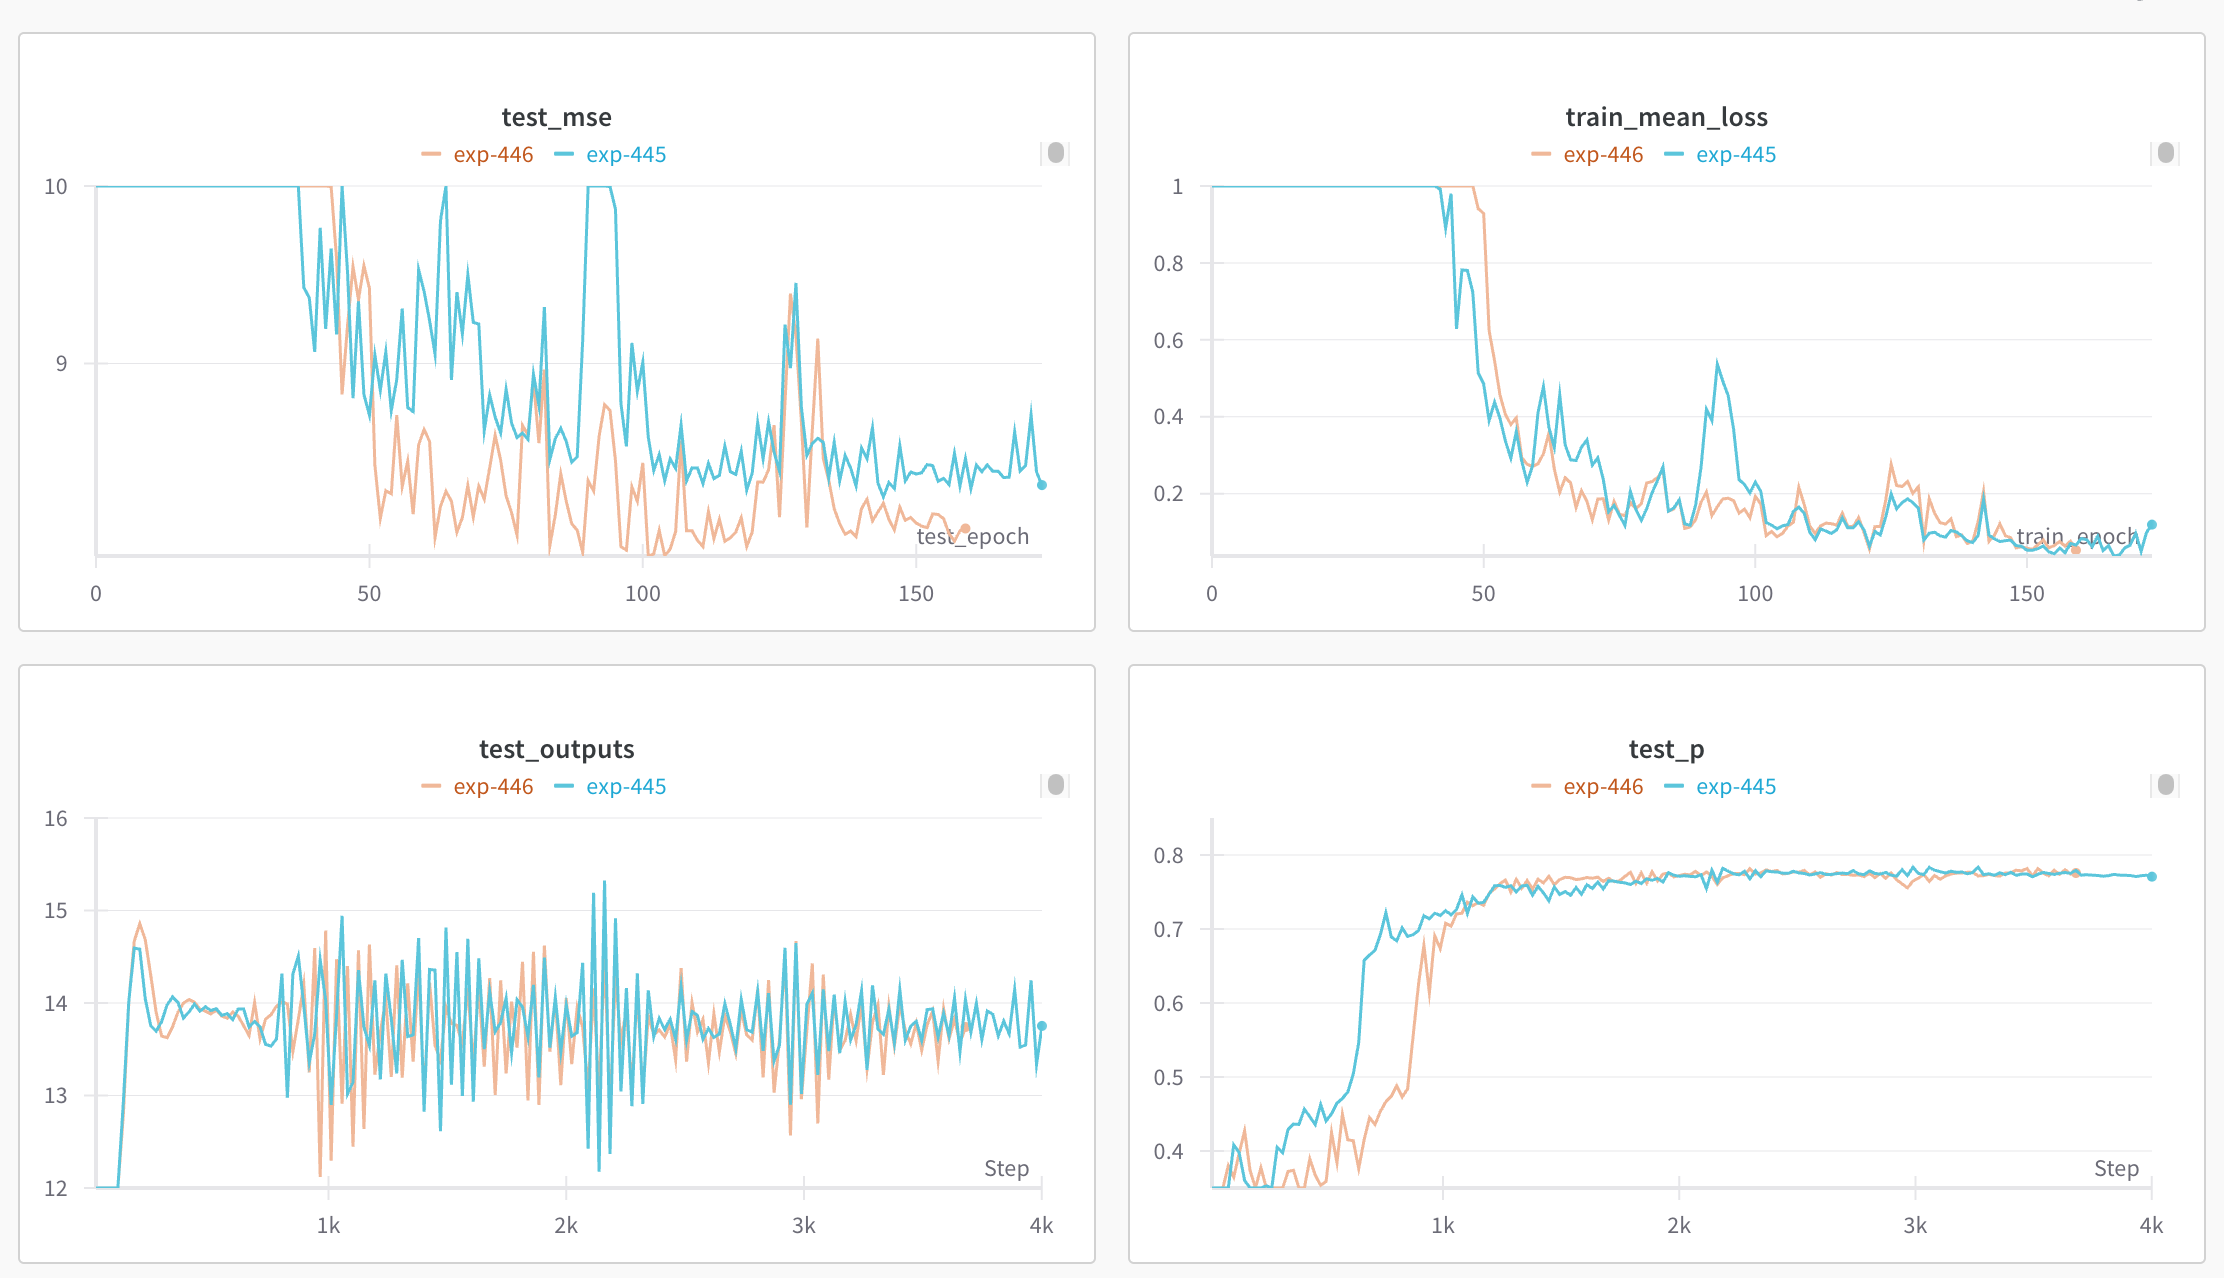 test_mse
exp-446 exp-445
10
9
test_epoch
0 50 100 150
train_mean_loss
exp-446 exp-445
1
0.8
0.6
0.4
0.2
train_epoch
0 50 100 150
test_outputs
exp-446 exp-445
16
15
14
13
12
Step
1k 2k 3k 4k
test_p
exp-446 exp-445
0.8
0.7
0.6
0.5
0.4
Step
1k 2k 3k 4k